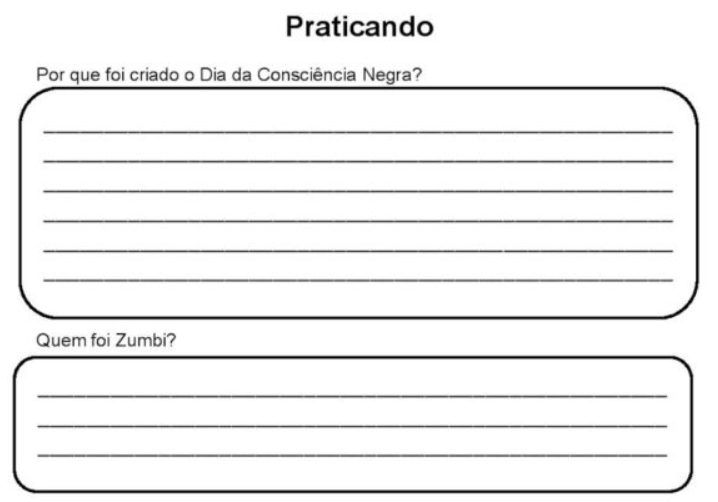 Praticando
Por que foi criado o Dia da Consciência Negra?
Quem foi Zumbi?